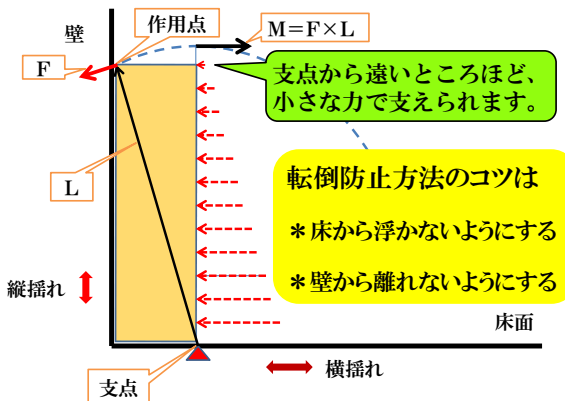 壁
作用点
M＝F×L
F
支点から遠いところほど、
小さな力で支えられます。
転倒防止方法のコツは
＊床から浮かないようにする
＊壁から離れないようにする
L
縦揺れ
床面
支点
横揺れ